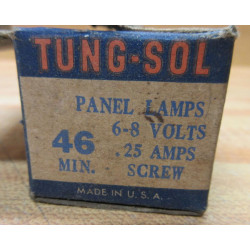 TUNG-SOL
PANEL LAMPS
46 6-8 VOLTS
.25 AMPS
MIN. SCREW
MADE IN U.S.A.